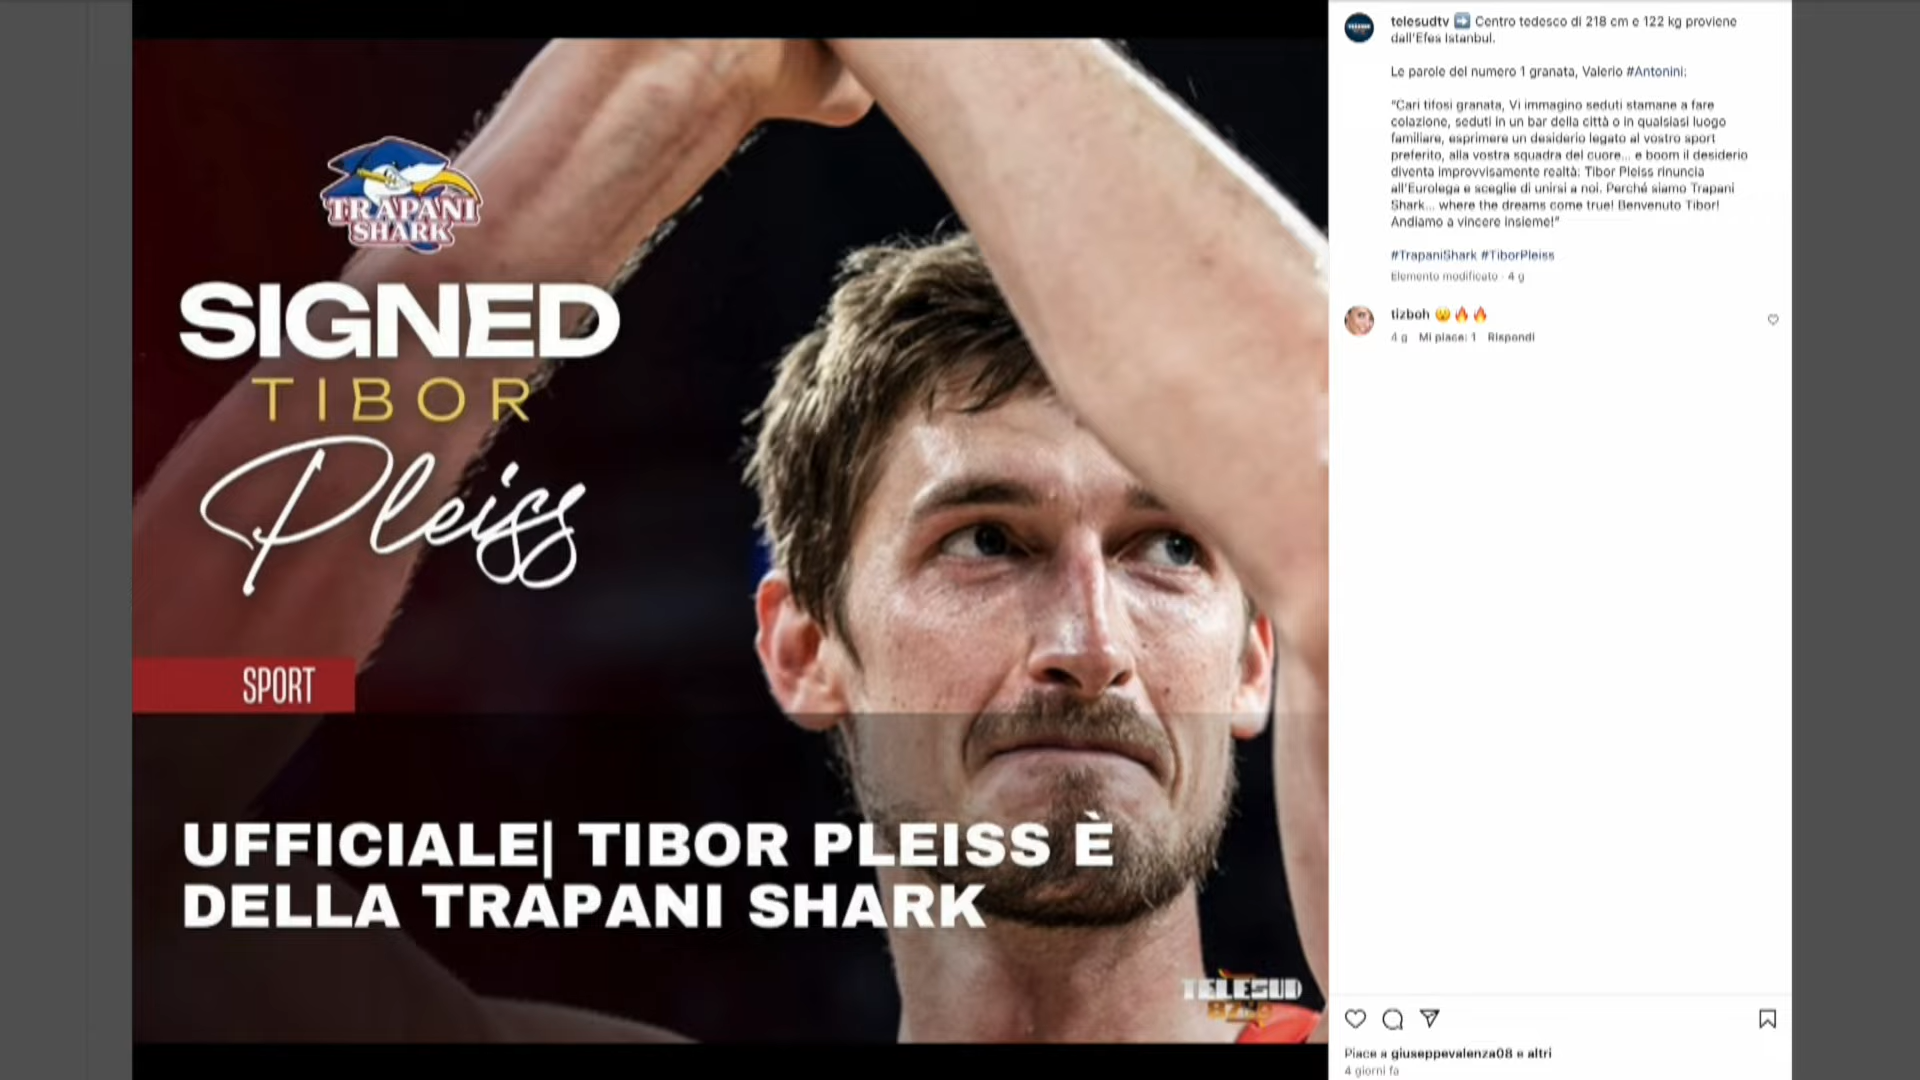 TRAPANI
SHARK
SIGNED
TIBOR
Pleiss
SPORT
UFFICIALE| TIBOR PLEISS È
DELLA TRAPANI SHARK
TELESUD
telesudtv ➡️ Centro tedesco di 218 cm e 122 kg proviene
dall'Efes Istanbul.
Le parole del numero 1 granata, Valerio #Antonini:
"Cari tifosi granata, Vi immagino seduti stamane a fare
colazione, seduti in un bar della città o in qualsiasi luogo
familiare, esprimere un desiderio legato al vostro sport
preferito, alla vostra squadra del cuore... e boom il desiderio
diventa improvvisamente realtà: Tibor Pleiss rinuncia
all'Eurolega e sceglie di unirsi a noi. Perché siamo Trapani
Shark... where the dreams come true! Benvenuto Tibor!
Andiamo a vincere insieme!"
#TrapaniShark #TiborPleiss
Elemento modificato · 4 g
tizboh 😮🔥🔥
4 g Mi piace: 1 Rispondi
Piace a giuseppevalenza08 e altri
4 giorni fa